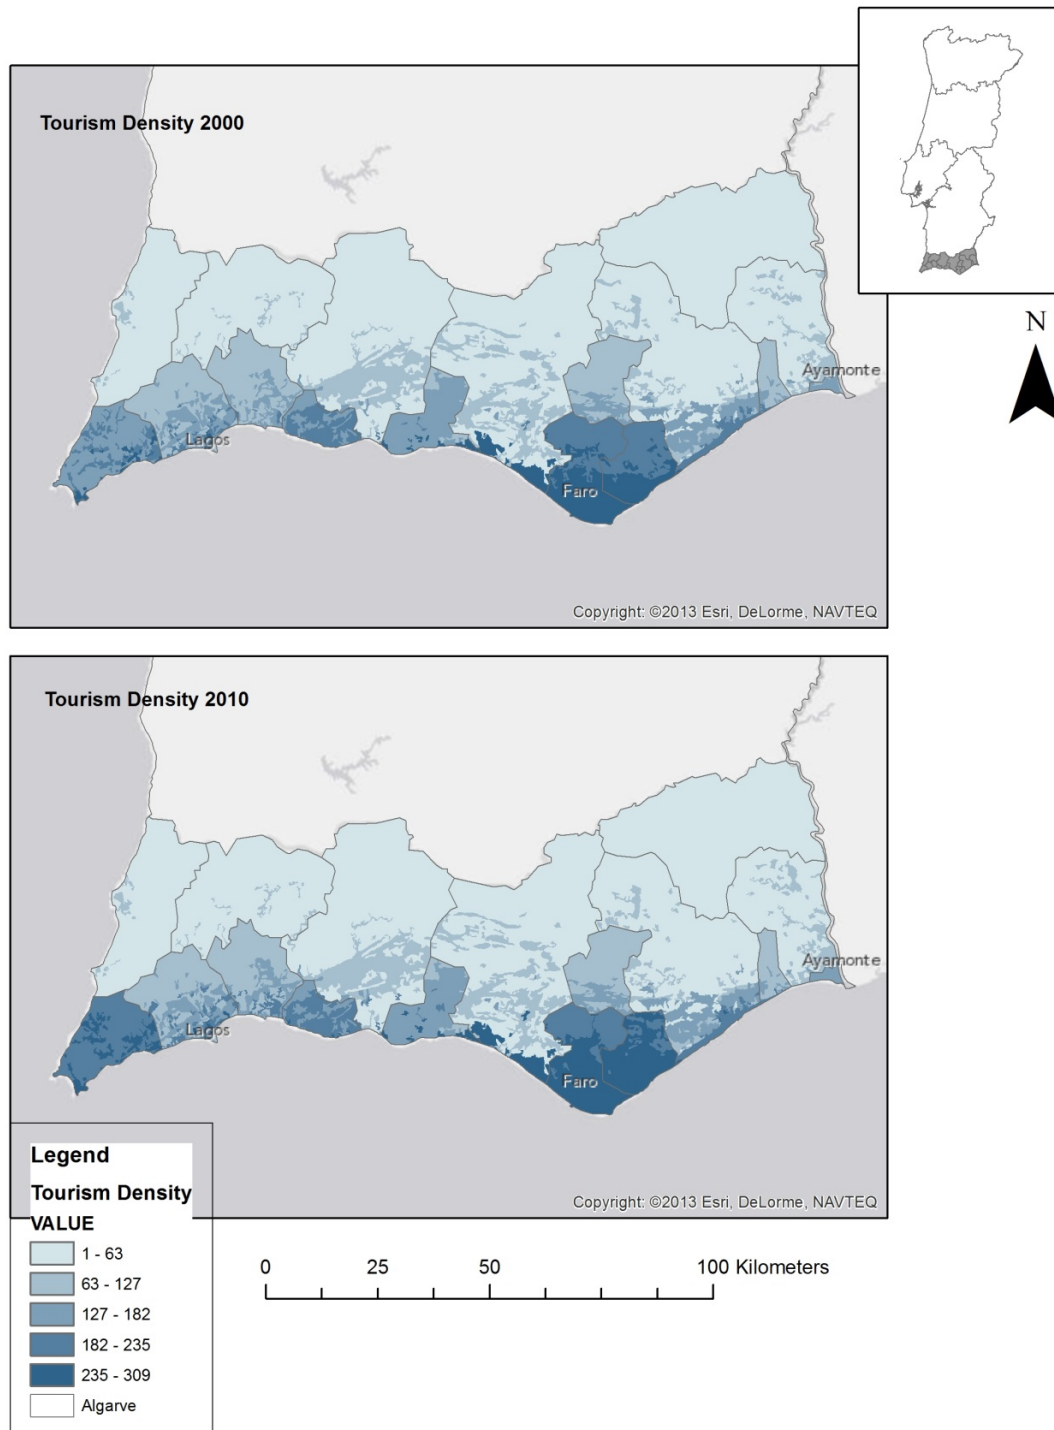 Tourism Density 2000
N
Ayamonte
Lagos
Faro
Copyright: ©2013 Esri, DeLorme, NAVTEQ
Tourism Density 2010
Ayamonte
Lagos
Faro
Copyright: ©2013 Esri, DeLorme, NAVTEQ
Legend
Tourism Density
VALUE
1 - 63
63 - 127
127 - 182
182 - 235
235 - 309
Algarve
0 25 50 100 Kilometers